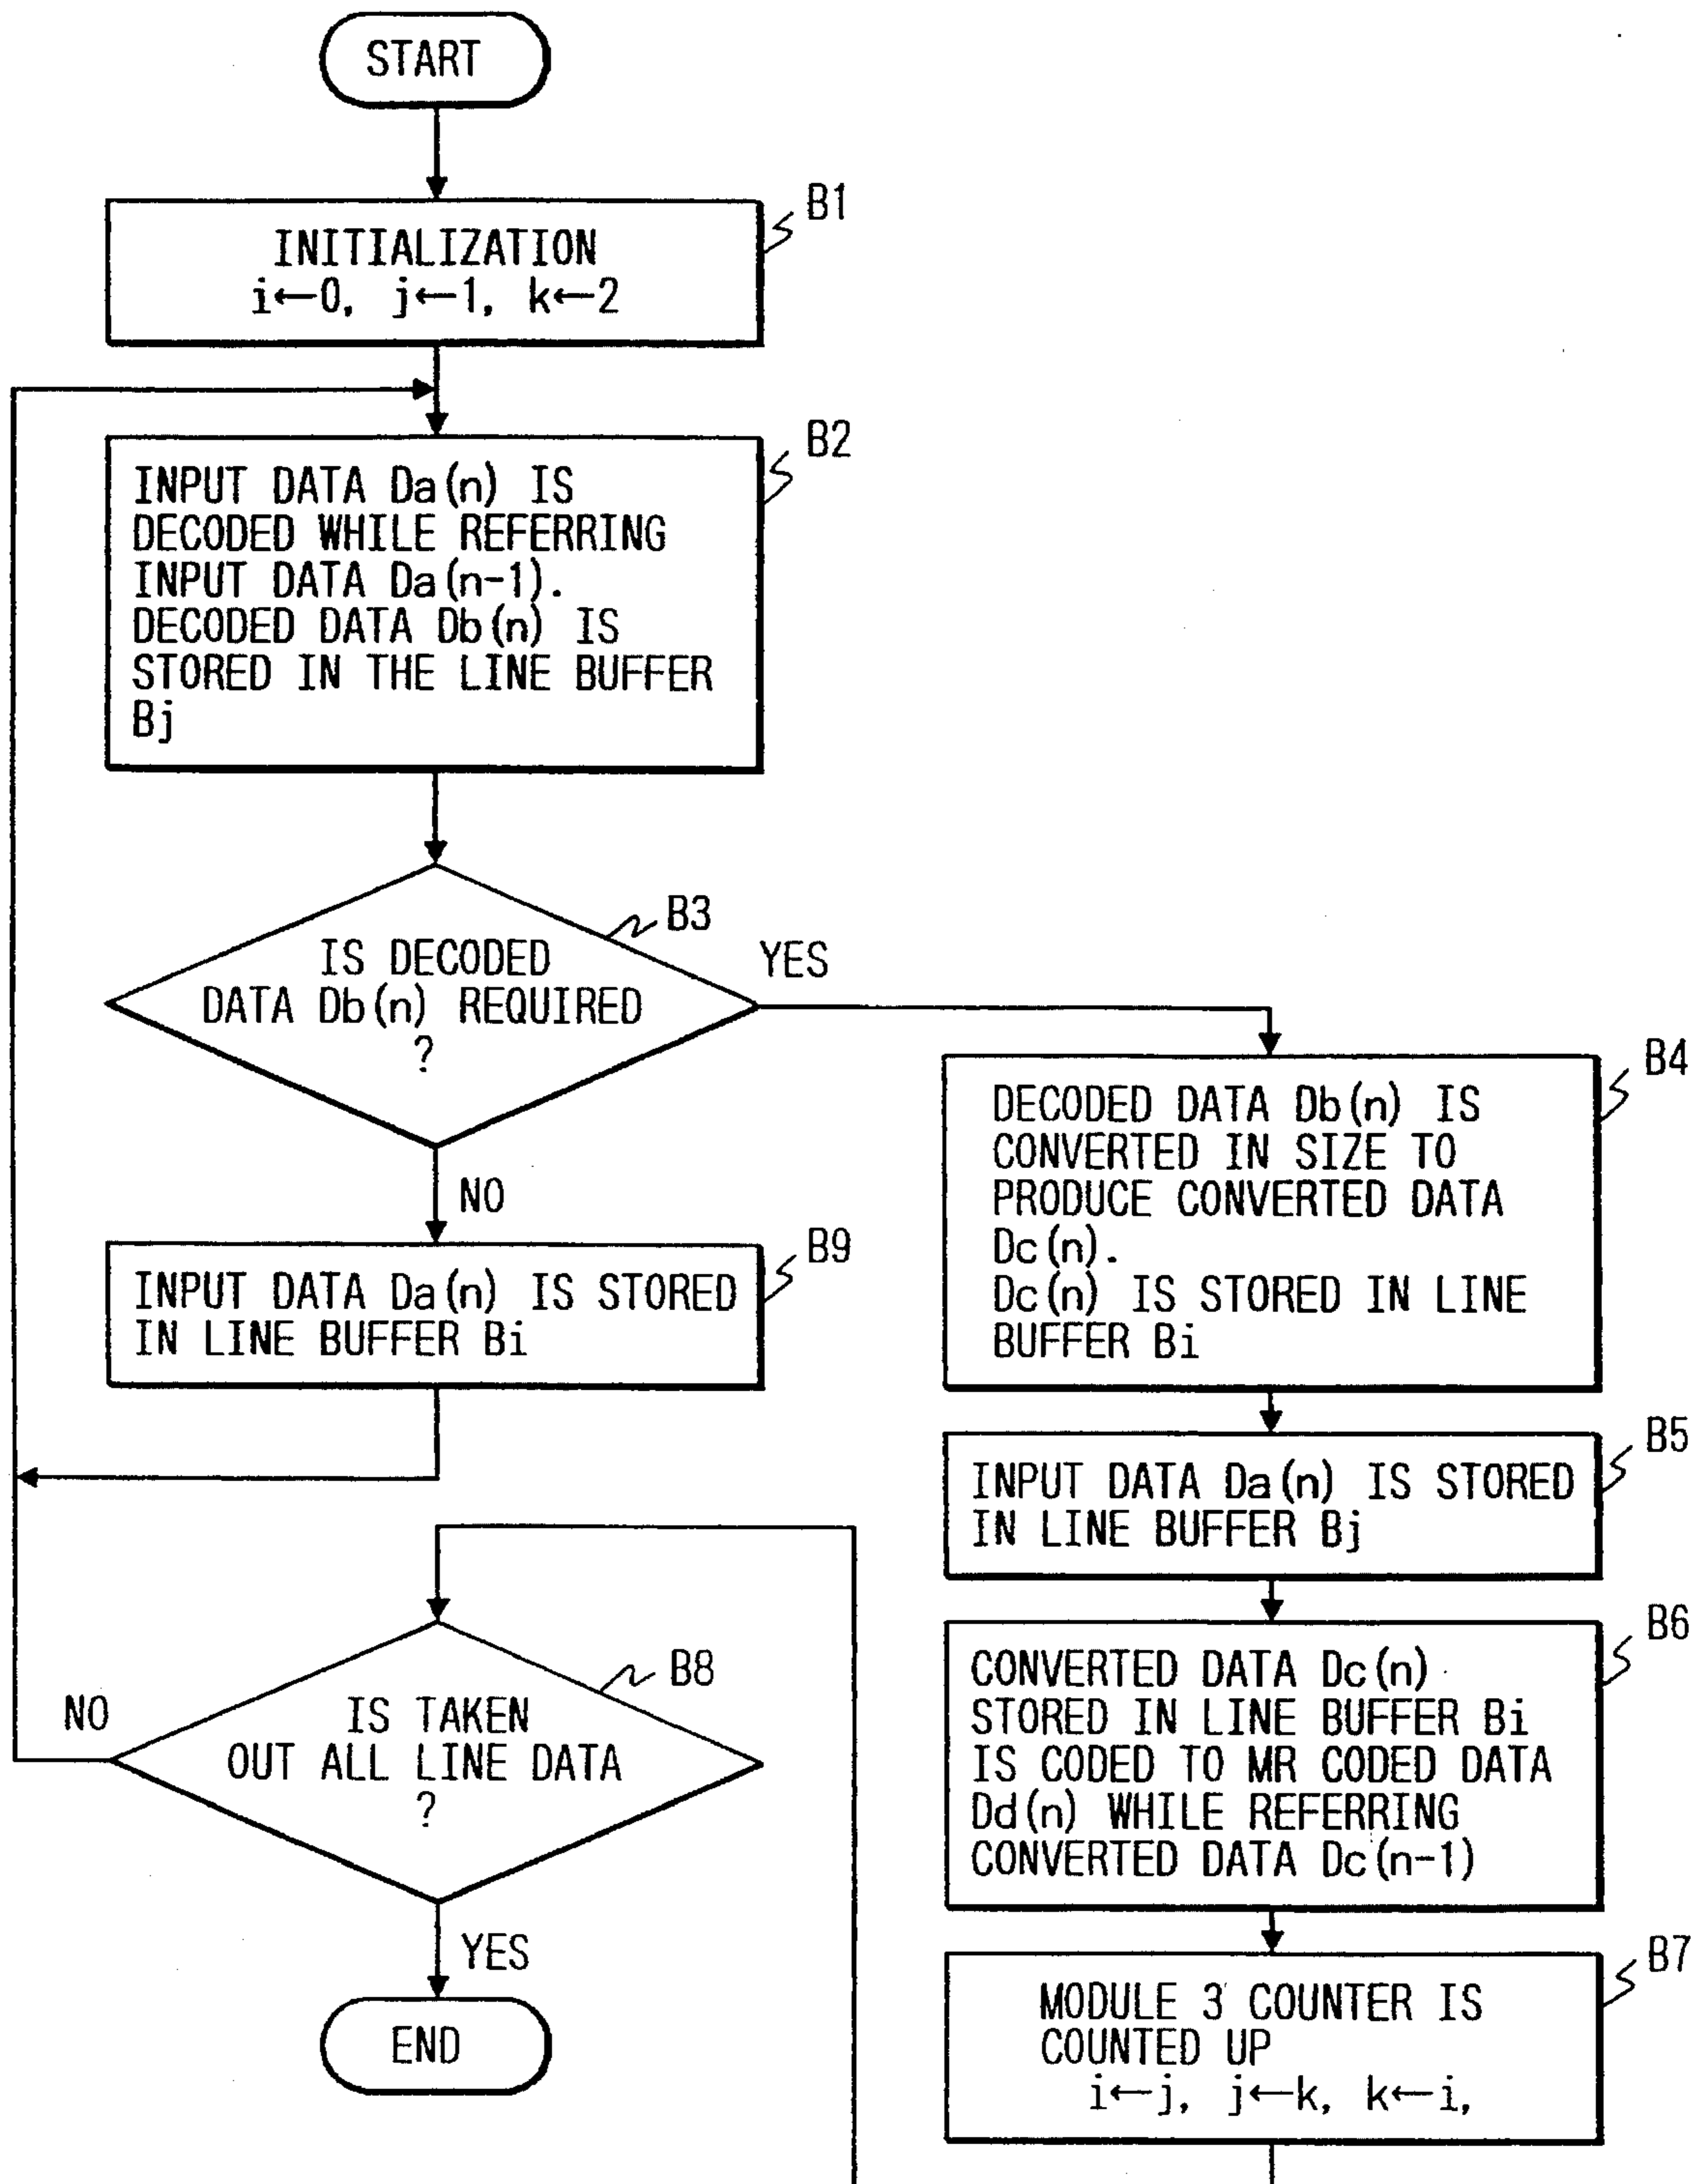 START
B1
INITIALIZATION
i←0, j←1, k←2
B2
INPUT DATA Da(n) IS
DECODED WHILE REFERRING
INPUT DATA Da(n-1).
DECODED DATA Db(n) IS
STORED IN THE LINE BUFFER
Bj
B3
IS DECODED
DATA Db(n) REQUIRED
?
YES
NO
B9
INPUT DATA Da(n) IS STORED
IN LINE BUFFER Bi
B4
DECODED DATA Db(n) IS
CONVERTED IN SIZE TO
PRODUCE CONVERTED DATA
Dc(n).
Dc(n) IS STORED IN LINE
BUFFER Bi
B5
INPUT DATA Da(n) IS STORED
IN LINE BUFFER Bj
B6
CONVERTED DATA Dc(n)
STORED IN LINE BUFFER Bi
IS CODED TO MR CODED DATA
Dd(n) WHILE REFERRING
CONVERTED DATA Dc(n-1)
B7
MODULE 3 COUNTER IS
COUNTED UP
i←j, j←k, k←i,
B8
IS TAKEN
OUT ALL LINE DATA
?
NO
YES
END